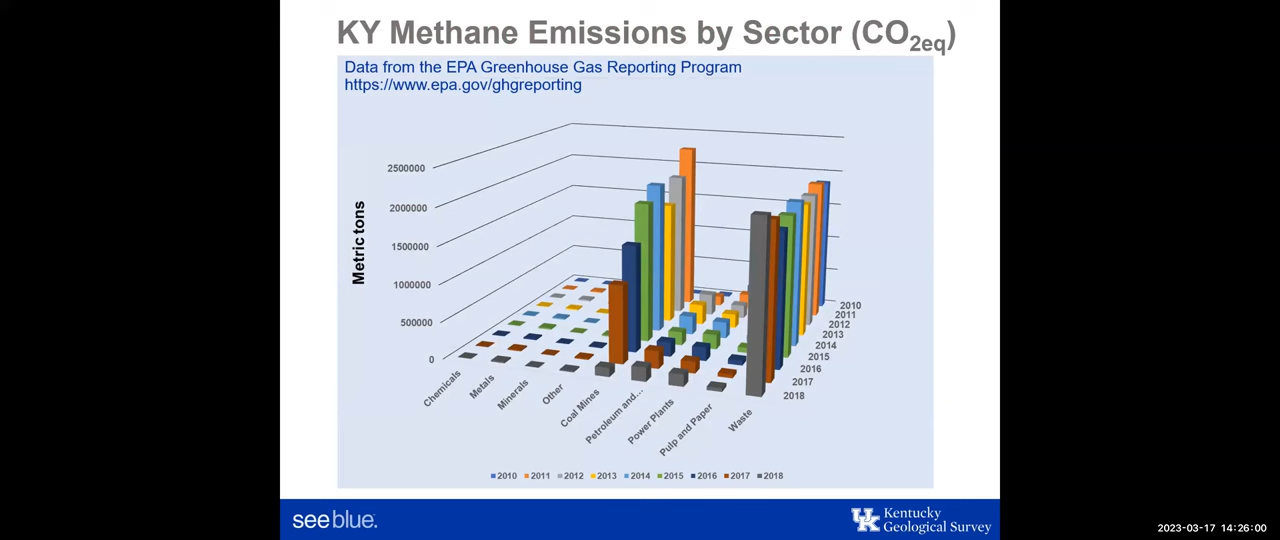 KY Methane Emissions by Sector (CO2eq)
Data from the EPA Greenhouse Gas Reporting Program
https://www.epa.gov/ghgreporting
Metric tons
2500000
2000000
1500000
1000000
500000
0
2010
2011
2012
2013
2014
2015
2016
2017
2018
Chemicals
Metals
Minerals
Other
Coal Mines
Petroleum and...
Power Plants
Pulp and Paper
Waste
2010 2011 2012 2013 2014 2015 2016 2017 2018
seeblue.
UK Kentucky
Geological Survey
2023-03-17 14:26:00